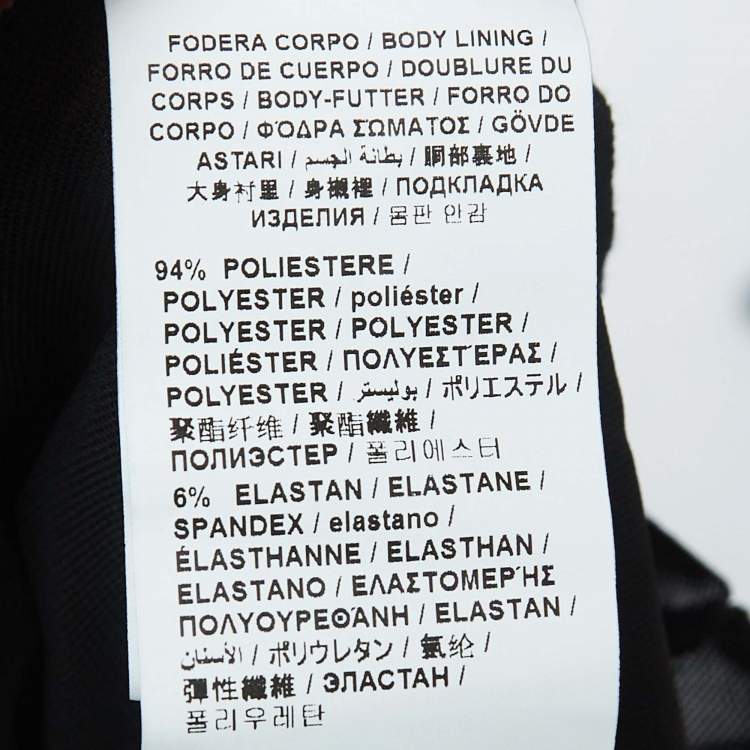 FODERA CORPO / BODY LINING /
FORRO DE CUERPO / DOUBLURE DU
CORPS / BODY-FUTTER / FORRO DO
CORPO / ΦΌΔΡΑ ΣΏΜΑΤΟΣ / GÖVDE
ASTARI / بطانة الجسم / 胴部裏地 /
大身衬里 / 身襯裡 / ПОДКЛАДКА
ИЗДЕЛИЯ / 몸판 안감
94% POLIESTERE /
POLYESTER / poliéster /
POLYESTER / POLYESTER /
POLIÉSTER / ΠΟΛΥΕΣΤΈΡΑΣ /
POLYESTER / بوليستر / ポリエステル /
聚酯纤维 / 聚酯纖維 /
ПОЛИЭСТЕР / 폴리에스터
6% ELASTAN / ELASTANE /
SPANDEX / elastano /
ÉLASTHANNE / ELASTHAN /
ELASTANO / ΕΛΑΣΤΟΜΕΡΉΣ
ΠΟΛΥΟΥΡΕΘΆΝΗ / ELASTAN /
الأسفان / ポリウレタン / 氨纶 /
彈性纖維 / ЭЛАСТАН /
폴리우레탄